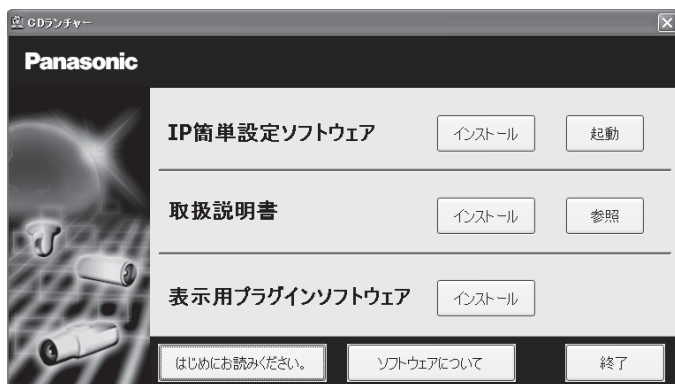 CDランチャー
Panasonic
IP簡単設定ソフトウェア インストール 起動
取扱説明書 インストール 参照
表示用プラグインソフトウェア インストール
はじめにお読みください。 ソフトウェアについて 終了